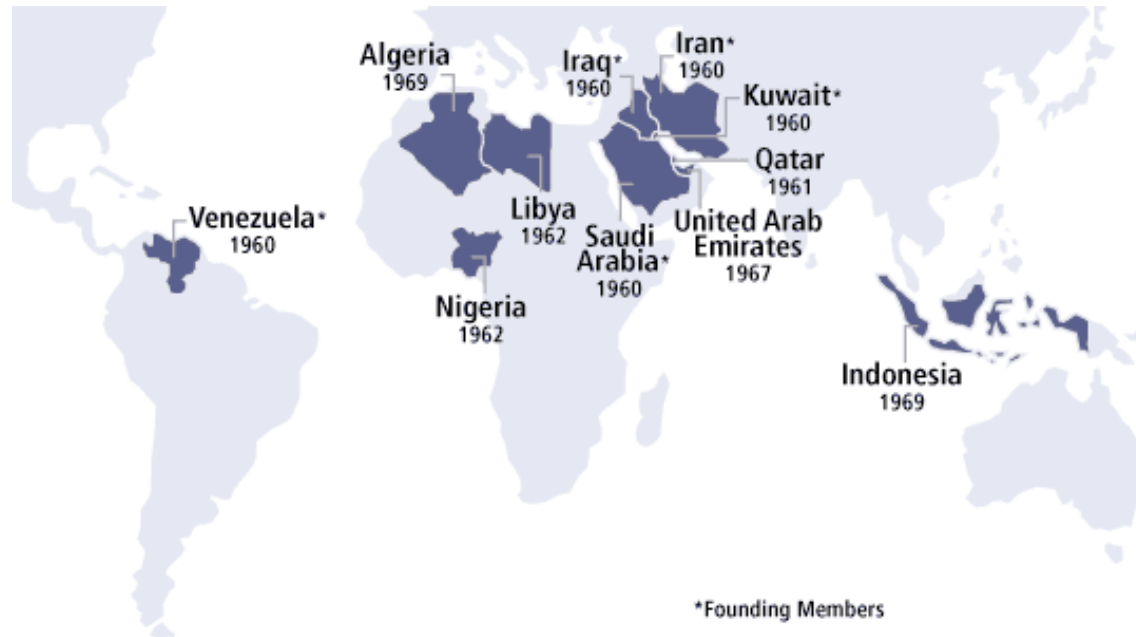 Algeria
1969
Iraq*
1960
Iran*
1960
Kuwait*
1960
Qatar
1961
Venezuela*
1960
Libya
1962
Saudi
Arabia*
1960
United Arab
Emirates
1967
Nigeria
1962
Indonesia
1969
*Founding Members